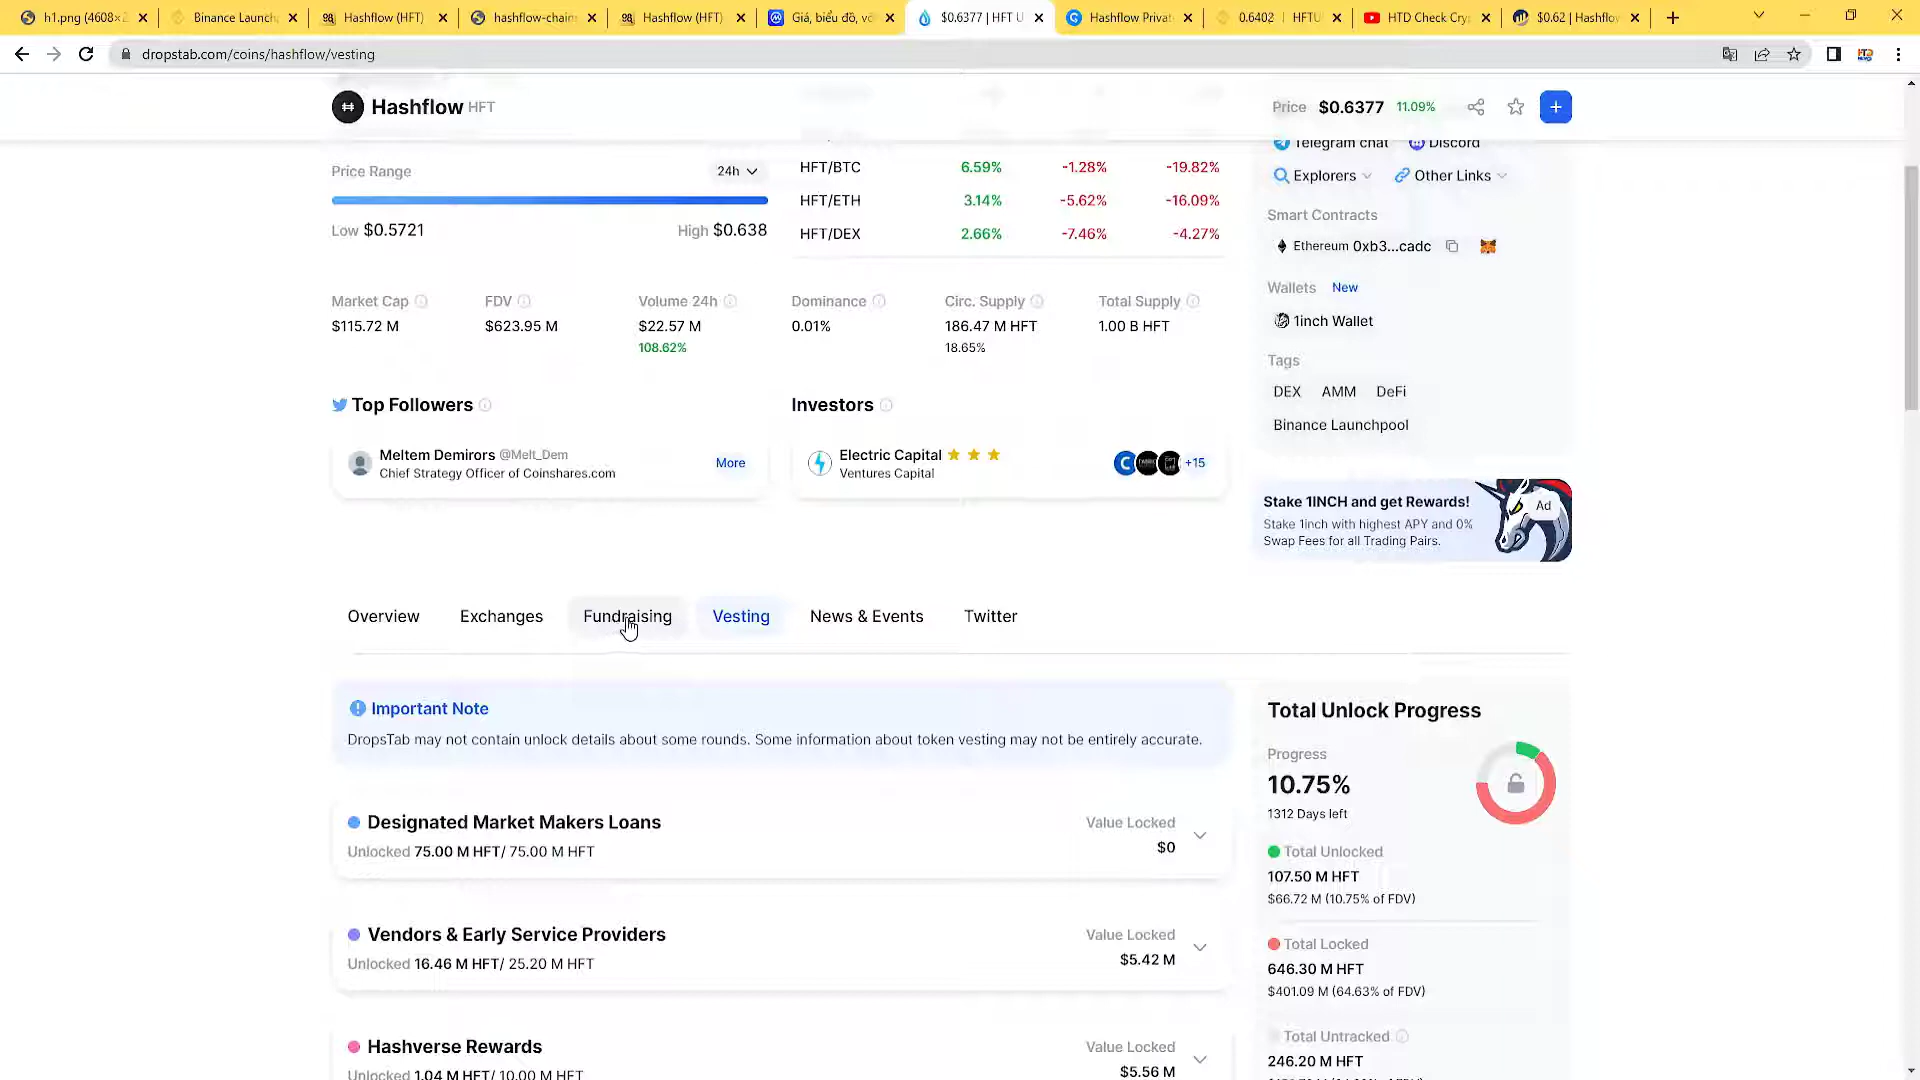 h1.png (4608×2
Binance Launch
Hashflow (HFT)
hashflow-chain
Hashflow (HFT)
Giá, biểu đồ, vố
$0.6377 | HFT U
Hashflow Privat
0.6402 | HFTU
HTD Check Cry
$0.62 | Hashflov
dropstab.com/coins/hashflow/vesting
Hashflow HFT
Price $0.6377 11.09%
Telegram chat Discord
Price Range 24h
HFT/BTC 6.59% -1.28% -19.82%
Explorers Other Links
HFT/ETH 3.14% -5.62% -16.09%
Smart Contracts
Low $0.5721 High $0.638
HFT/DEX 2.66% -7.46% -4.27%
Ethereum 0xb3...cadc
Wallets New
Market Cap FDV Volume 24h Dominance Circ. Supply Total Supply
$115.72 M $623.95 M $22.57 M 0.01% 186.47 M HFT 1.00 B HFT
108.62% 18.65%
1inch Wallet
Tags
DEX AMM DeFi
Binance Launchpool
Top Followers
Investors
Meltem Demirors @Melt_Dem
Chief Strategy Officer of Coinshares.com
More
Electric Capital
Ventures Capital
+15
Stake 1INCH and get Rewards!
Ad
Stake 1inch with highest APY and 0%
Swap Fees for all Trading Pairs.
Overview Exchanges Fundraising Vesting News & Events Twitter
Important Note
DropsTab may not contain unlock details about some rounds. Some information about token vesting may not be entirely accurate.
Designated Market Makers Loans
Unlocked 75.00 M HFT/ 75.00 M HFT
Value Locked
$0
Vendors & Early Service Providers
Unlocked 16.46 M HFT/ 25.20 M HFT
Value Locked
$5.42 M
Hashverse Rewards
Unlocked 1.04 M HFT/ 10.00 M HFT
Value Locked
$5.56 M
Total Unlock Progress
Progress
10.75%
1312 Days left
Total Unlocked
107.50 M HFT
$66.72 M (10.75% of FDV)
Total Locked
646.30 M HFT
$401.09 M (64.63% of FDV)
Total Untracked
246.20 M HFT